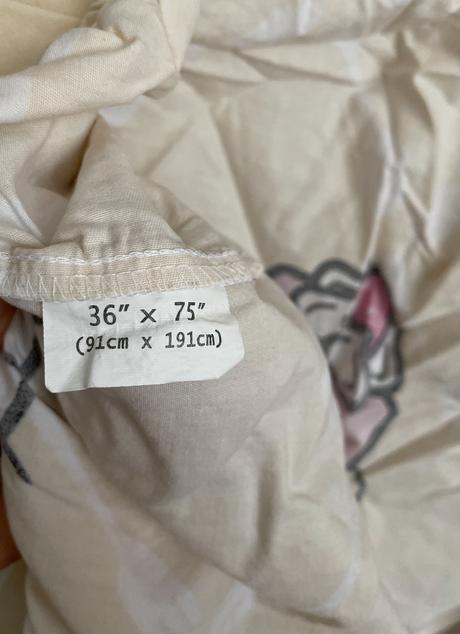 36" × 75"
(91cm x 191cm)